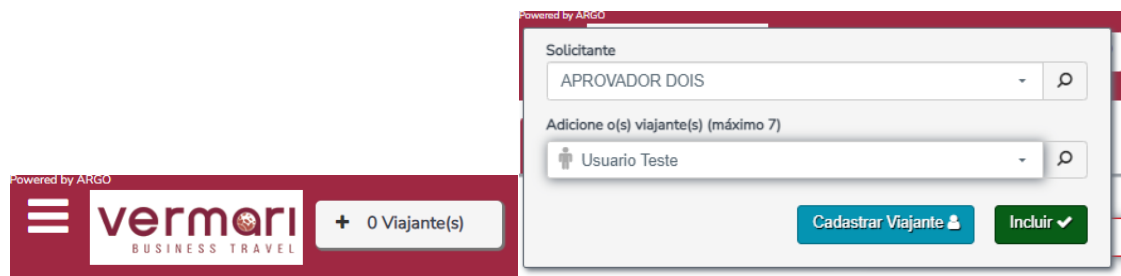 Powered by ARGO
vermari
BUSINESS TRAVEL
+ 0 Viajante(s)
Powered by ARGO
Solicitante
APROVADOR DOIS
Adicione o(s) viajante(s) (máximo 7)
Usuario Teste
Cadastrar Viajante
Incluir